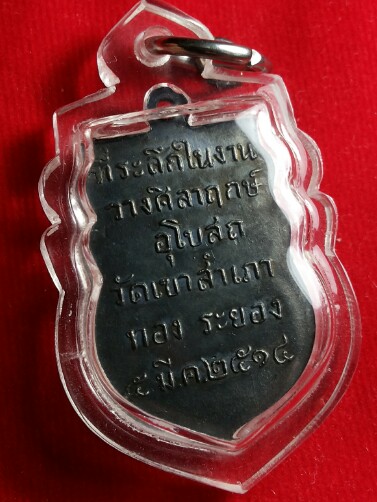 ที่ระลึกในงาน
วางศิลาฤกษ์
อุโบสถ
วัดเขาสำเภา
ทอง ระยอง
๕ มี.ค.๒๕๑๔